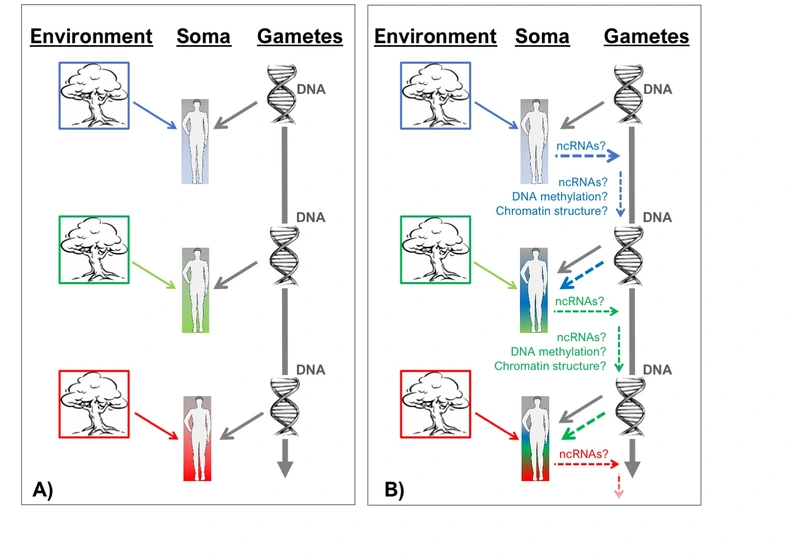 Environment Soma Gametes
DNA
DNA
DNA
A)
Environment Soma Gametes
DNA
ncRNAs?
ncRNAs?
DNA methylation?
Chromatin structure?
DNA
ncRNAs?
ncRNAs?
DNA methylation?
Chromatin structure?
DNA
ncRNAs?
B)